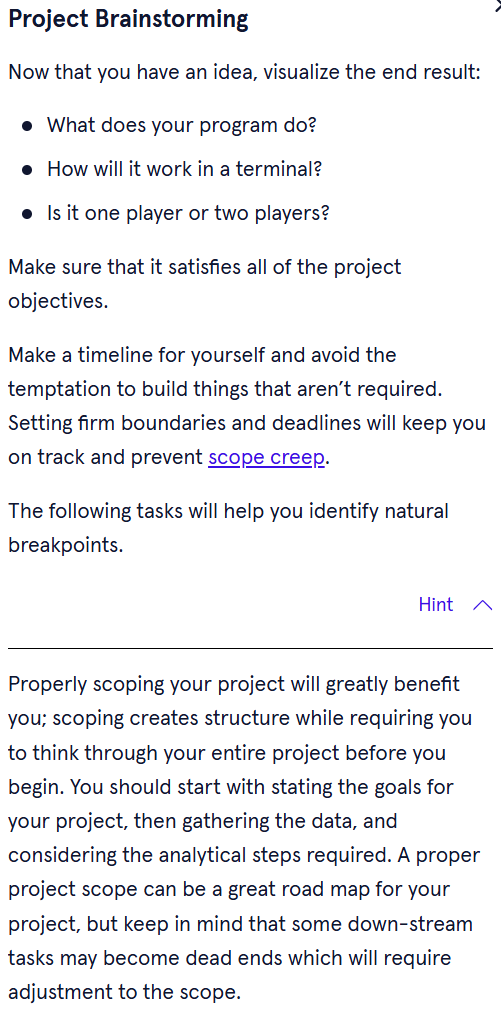 Project Brainstorming
Now that you have an idea, visualize the end result:
● What does your program do?
● How will it work in a terminal?
● Is it one player or two players?
Make sure that it satisfies all of the project
objectives.
Make a timeline for yourself and avoid the
temptation to build things that aren’t required.
Setting firm boundaries and deadlines will keep you
on track and prevent scope creep.
The following tasks will help you identify natural
breakpoints.
Hint
Properly scoping your project will greatly benefit
you; scoping creates structure while requiring you
to think through your entire project before you
begin. You should start with stating the goals for
your project, then gathering the data, and
considering the analytical steps required. A proper
project scope can be a great road map for your
project, but keep in mind that some down-stream
tasks may become dead ends which will require
adjustment to the scope.